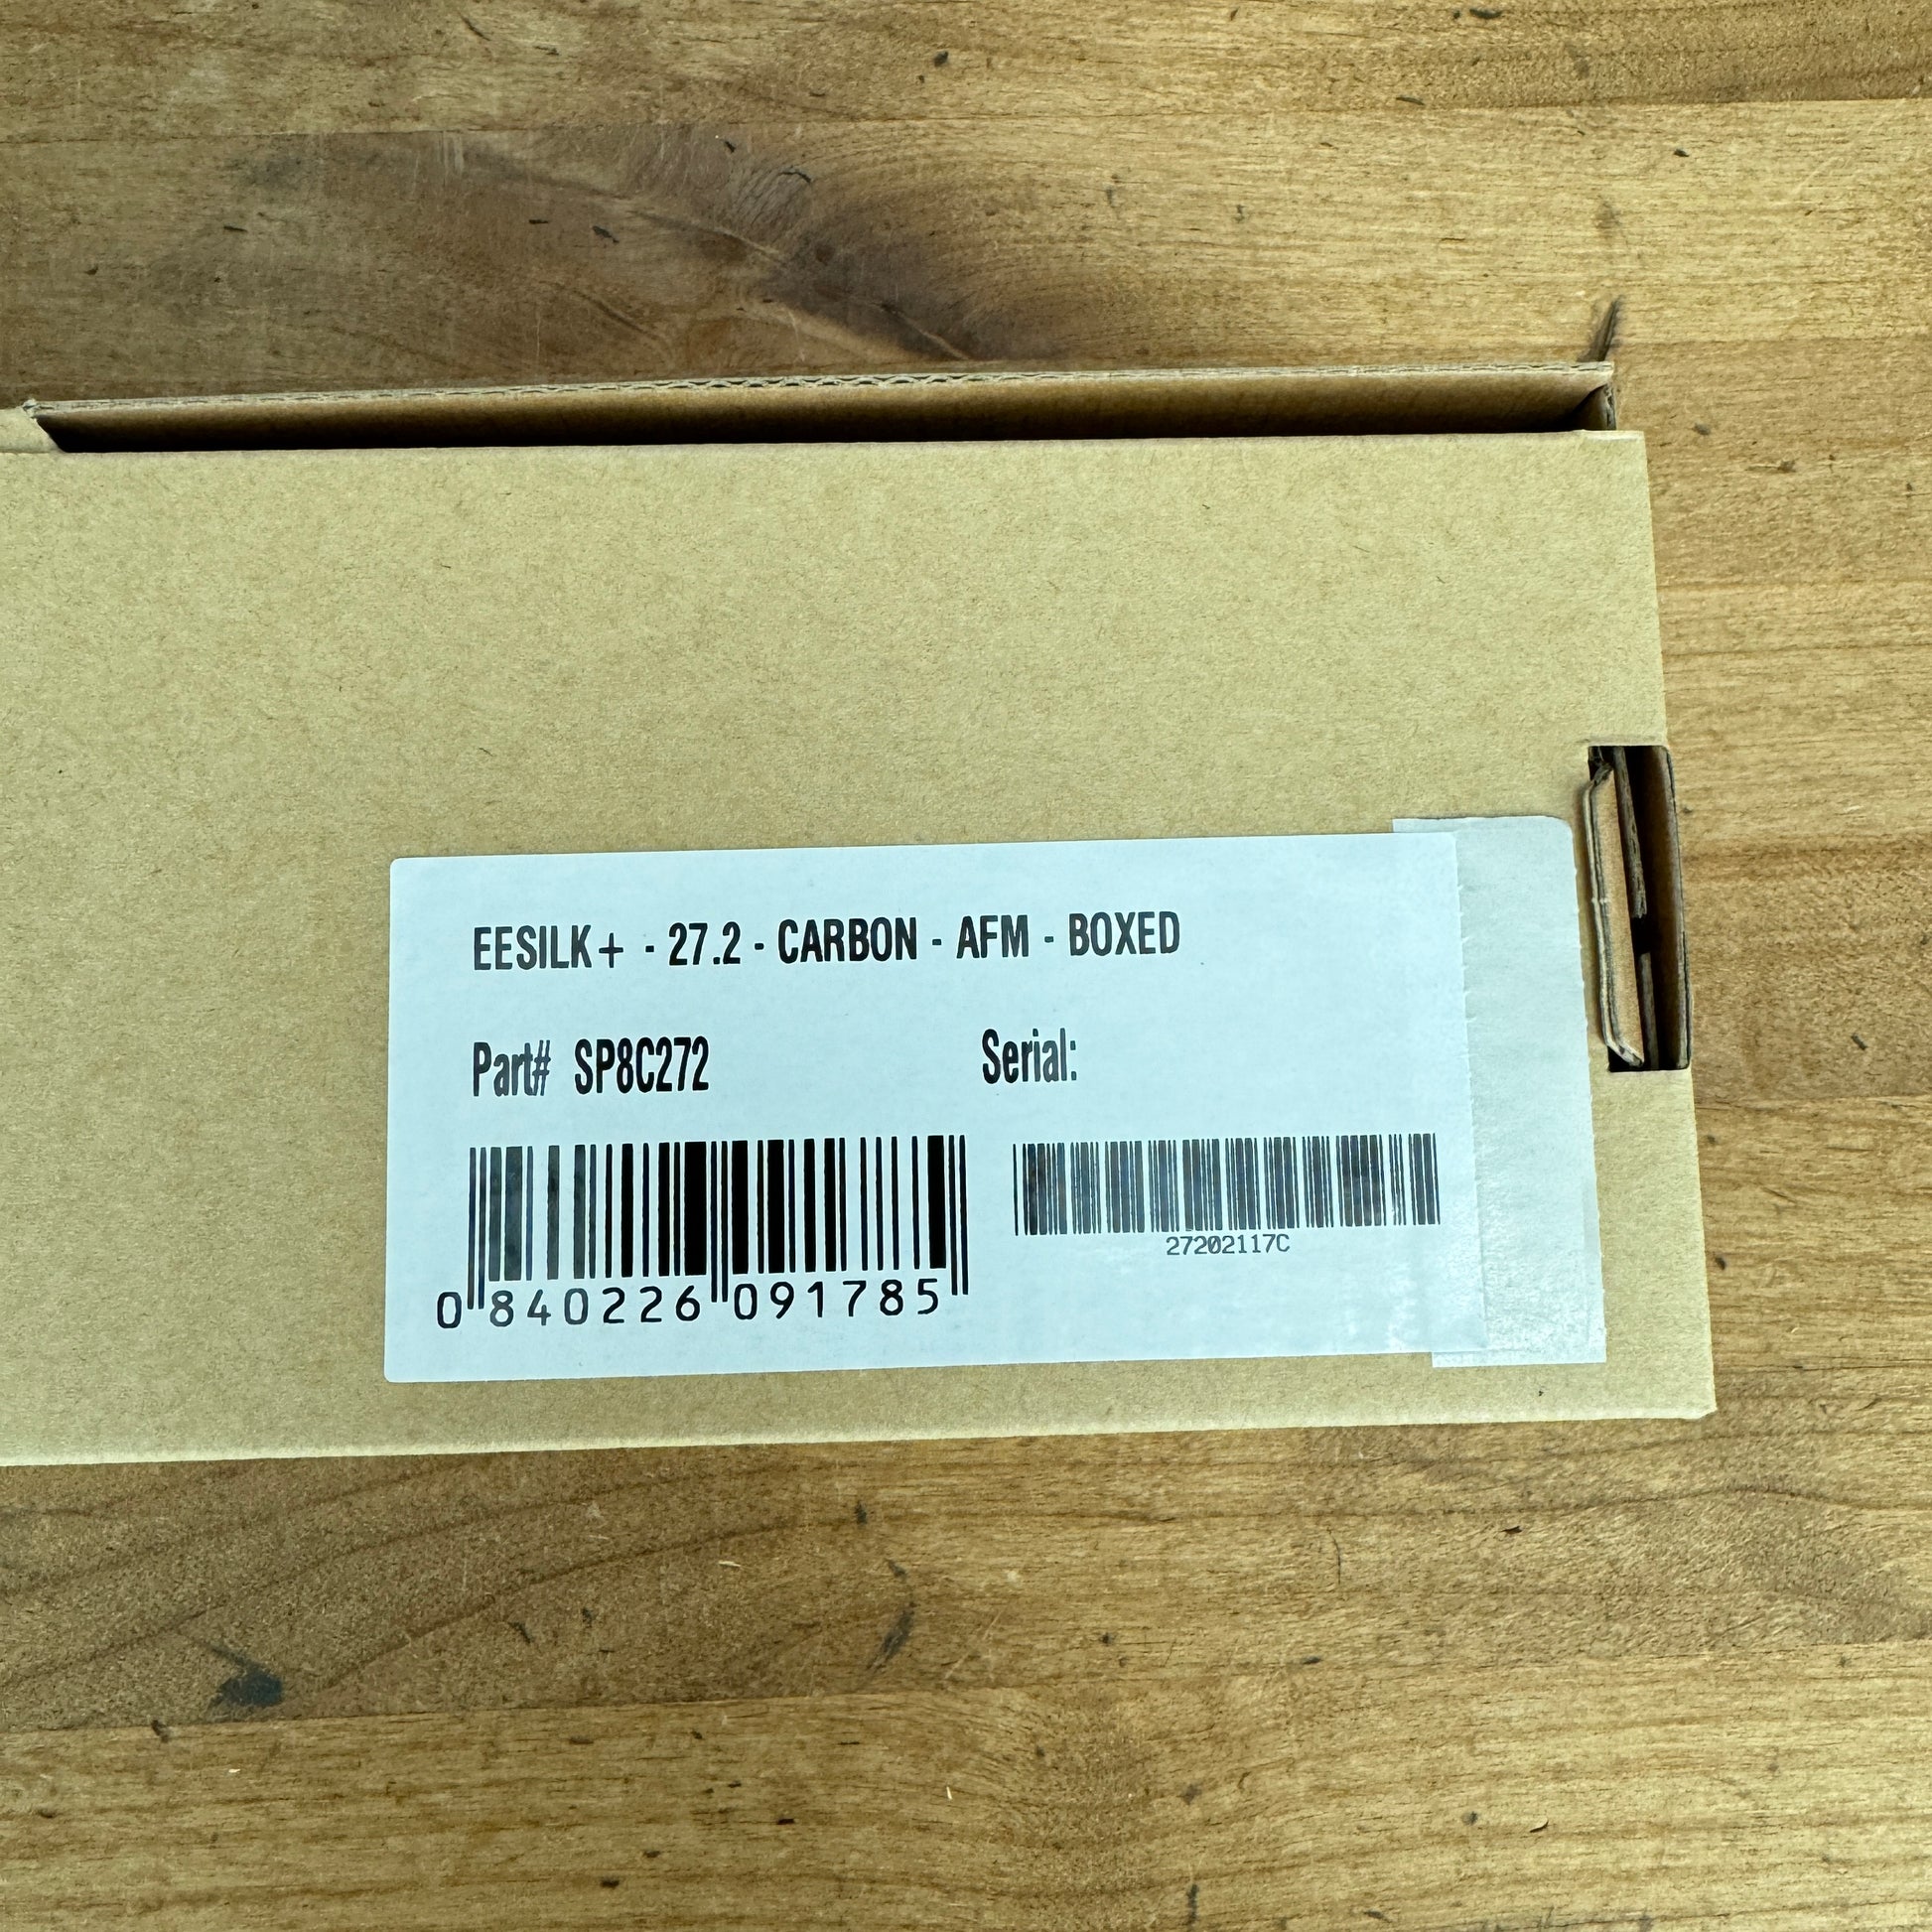 EESILK+ - 27.2 - CARBON - AFM - BOXED
Part# SP8C272
Serial:
0 840226 091785
27202117C